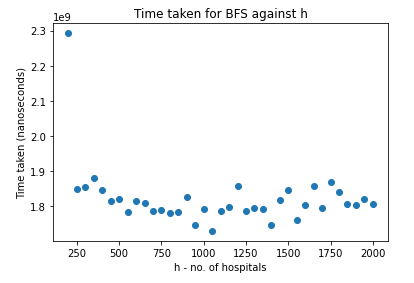 Time taken for BFS against h
1e9
2.3
2.2
2.1
2.0
1.9
1.8
Time taken (nanoseconds)
250 500 750 1000 1250 1500 1750 2000
h - no. of hospitals